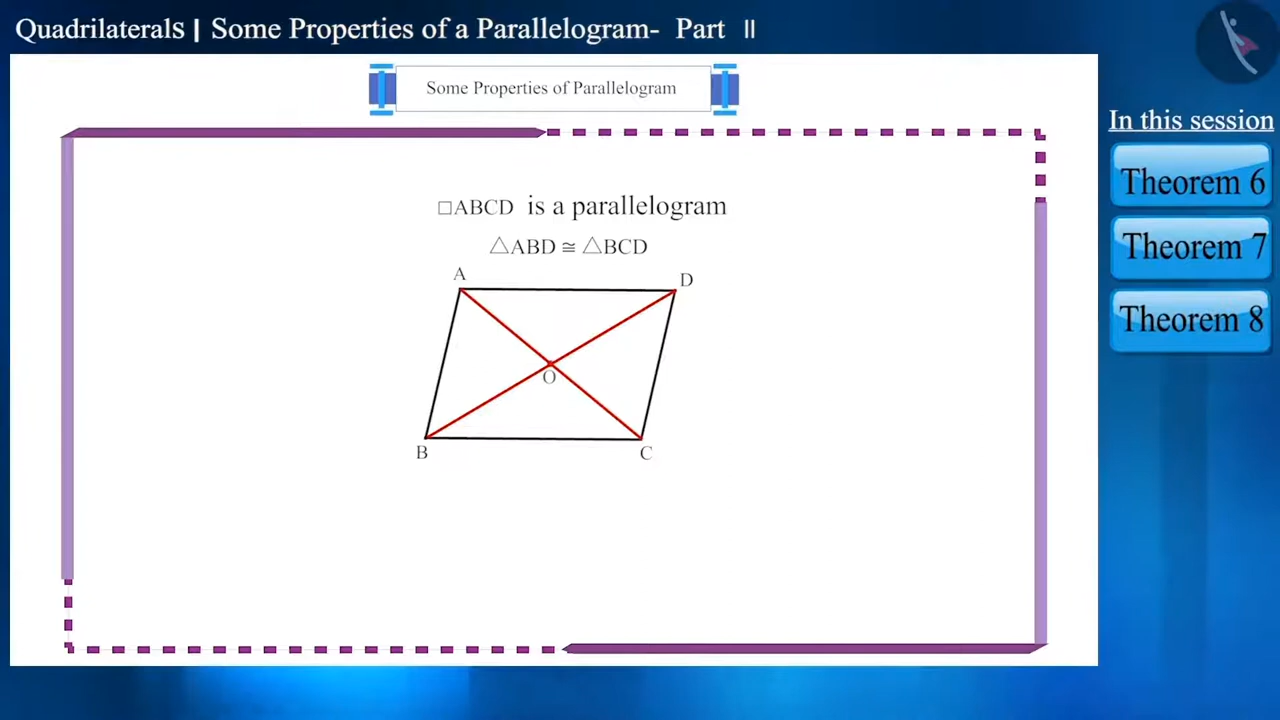 Quadrilaterals | Some Properties of a Parallelogram- Part II
Some Properties of Parallelogram
In this session
Theorem 6
Theorem 7
Theorem 8
□ABCD is a parallelogram
△ABD ≅ △BCD
A
D
O
B
C